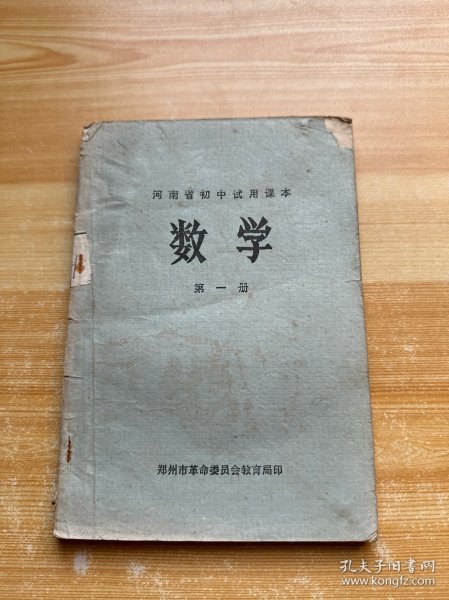 河南省初中试用课本
数学
第一册
郑州市革命委员会教育局印
孔夫子旧书网
www.kongfz.com